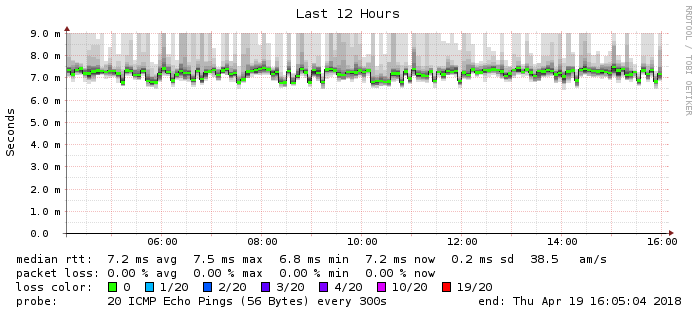 Last 12 Hours
RRDTOOL / TOBI OETIKER
Seconds
9.0 m
8.0 m
7.0 m
6.0 m
5.0 m
4.0 m
3.0 m
2.0 m
1.0 m
0.0
06:00 08:00 10:00 12:00 14:00 16:00
median rtt: 7.2 ms avg 7.5 ms max 6.8 ms min 7.2 ms now 0.2 ms sd 38.5 am/s
packet loss: 0.00 % avg 0.00 % max 0.00 % min 0.00 % now
loss color: 0 1/20 2/20 3/20 4/20 10/20 19/20
probe: 20 ICMP Echo Pings (56 Bytes) every 300s end: Thu Apr 19 16:05:04 2018